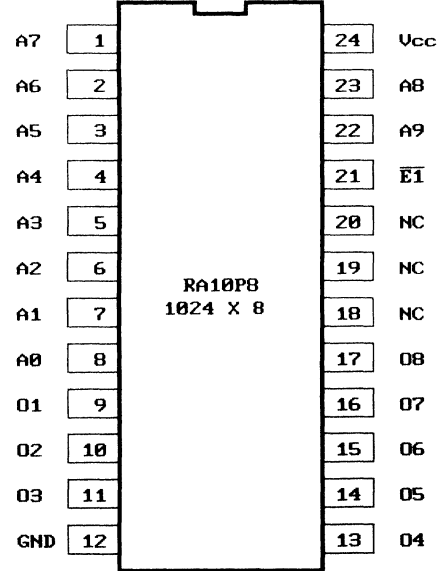 A7 1 24 Vcc
A6 2 23 A8
A5 3 22 A9
A4 4 21 E̅1̅
A3 5 20 NC
A2 6 19 NC
RA10P8
1024 X 8
A1 7 18 NC
A0 8 17 O8
O1 9 16 O7
O2 10 15 O6
O3 11 14 O5
GND 12 13 O4